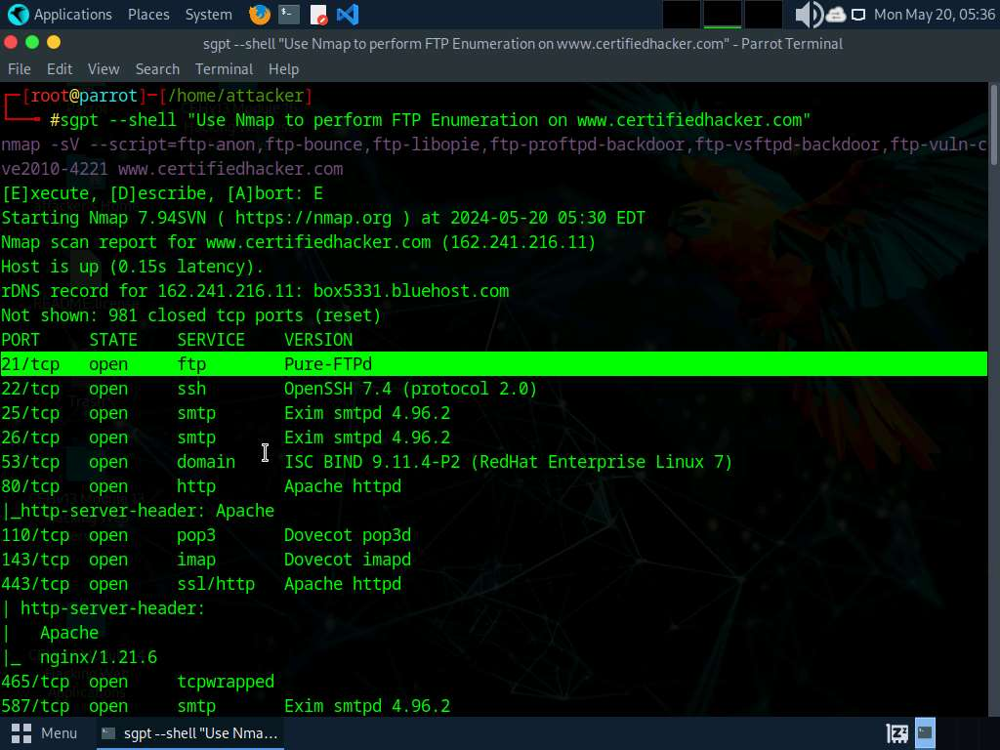 Applications Places System Mon May 20, 05:36
sgpt --shell "Use Nmap to perform FTP Enumeration on www.certifiedhacker.com" - Parrot Terminal
File Edit View Search Terminal Help
[root@parrot]─[/home/attacker]
#sgpt --shell "Use Nmap to perform FTP Enumeration on www.certifiedhacker.com"
nmap -sV --script=ftp-anon,ftp-bounce,ftp-libopie,ftp-proftpd-backdoor,ftp-vsftpd-backdoor,ftp-vuln-c
ve2010-4221 www.certifiedhacker.com
[E]xecute, [D]escribe, [A]bort: E
Starting Nmap 7.94SVN ( https://nmap.org ) at 2024-05-20 05:30 EDT
Nmap scan report for www.certifiedhacker.com (162.241.216.11)
Host is up (0.15s latency).
rDNS record for 162.241.216.11: box5331.bluehost.com
Not shown: 981 closed tcp ports (reset)
PORT STATE SERVICE VERSION
21/tcp open ftp Pure-FTPd
22/tcp open ssh OpenSSH 7.4 (protocol 2.0)
25/tcp open smtp Exim smtpd 4.96.2
26/tcp open smtp Exim smtpd 4.96.2
53/tcp open domain ISC BIND 9.11.4-P2 (RedHat Enterprise Linux 7)
80/tcp open http Apache httpd
|_http-server-header: Apache
110/tcp open pop3 Dovecot pop3d
143/tcp open imap Dovecot imapd
443/tcp open ssl/http Apache httpd
| http-server-header:
| Apache
|_ nginx/1.21.6
465/tcp open tcpwrapped
587/tcp open smtp Exim smtpd 4.96.2
Menu sgpt --shell "Use Nma...